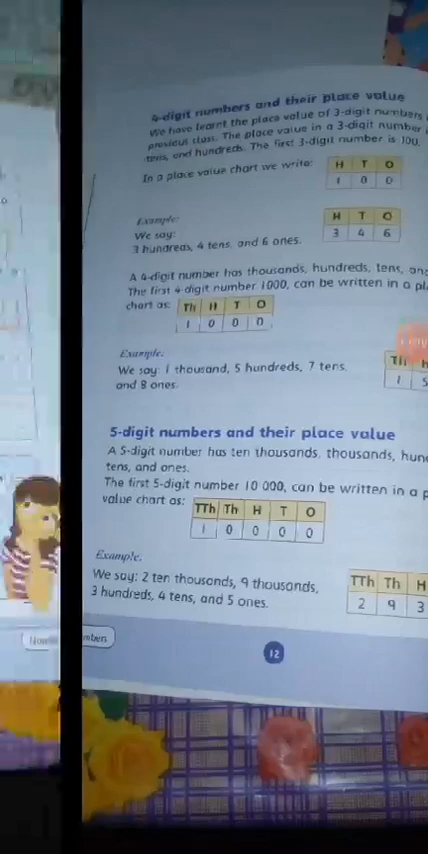 4-digit numbers and their place value
We have learnt the place value of 3-digit numbers
previous class. The place value in a 3-digit number
tens, and hundreds. The first 3-digit number is 100.
In a place value chart we write:
H T O
1 0 0
Example:
We say:
3 hundreds, 4 tens, and 6 ones.
H T O
3 4 6
A 4-digit number has thousands, hundreds, tens, and
The first 4-digit number 1000, can be written in a
chart as:
Th H T O
1 0 0 0
Example:
We say: 1 thousand, 5 hundreds, 7 tens,
and 8 ones.
Th H
1 5
5-digit numbers and their place value
A 5-digit number has ten thousands, thousands,
tens, and ones.
The first 5-digit number 10 000, can be written in a
value chart as:
TTh Th H T O
1 0 0 0 0
Example:
We say: 2 ten thousands, 9 thousands,
3 hundreds, 4 tens, and 5 ones.
TTh Th H
2 9 3
12